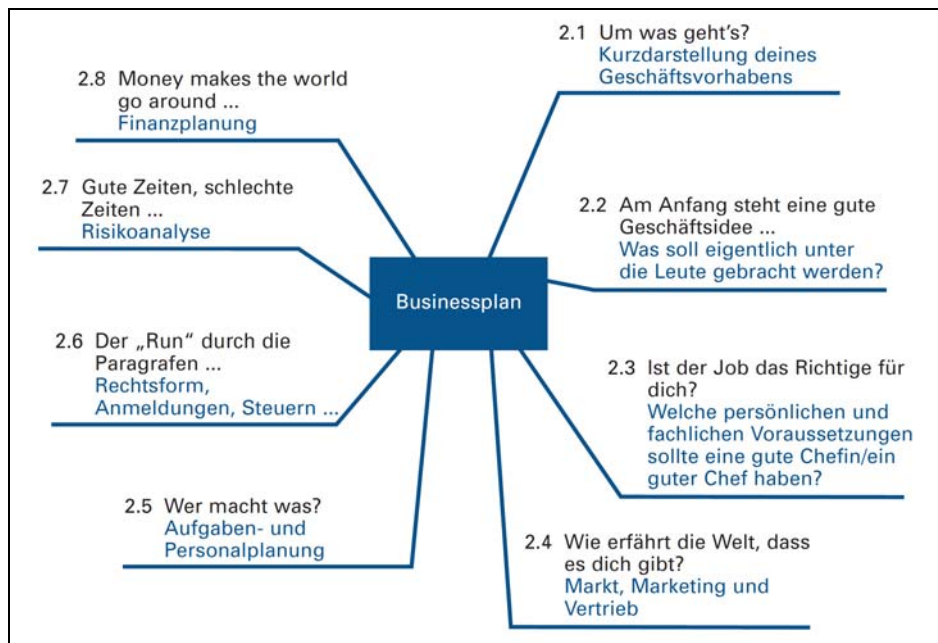 2.1 Um was geht's?
Kurzdarstellung deines
Geschäftsvorhabens
2.2 Am Anfang steht eine gute
Geschäftsidee ...
Was soll eigentlich unter
die Leute gebracht werden?
2.3 Ist der Job das Richtige für
dich?
Welche persönlichen und
fachlichen Voraussetzungen
sollte eine gute Chefin/ein
guter Chef haben?
2.4 Wie erfährt die Welt, dass
es dich gibt?
Markt, Marketing und
Vertrieb
2.5 Wer macht was?
Aufgaben- und
Personalplanung
2.6 Der „Run“ durch die
Paragrafen ...
Rechtsform,
Anmeldungen, Steuern ...
2.7 Gute Zeiten, schlechte
Zeiten ...
Risikoanalyse
2.8 Money makes the world
go around ...
Finanzplanung
Businessplan